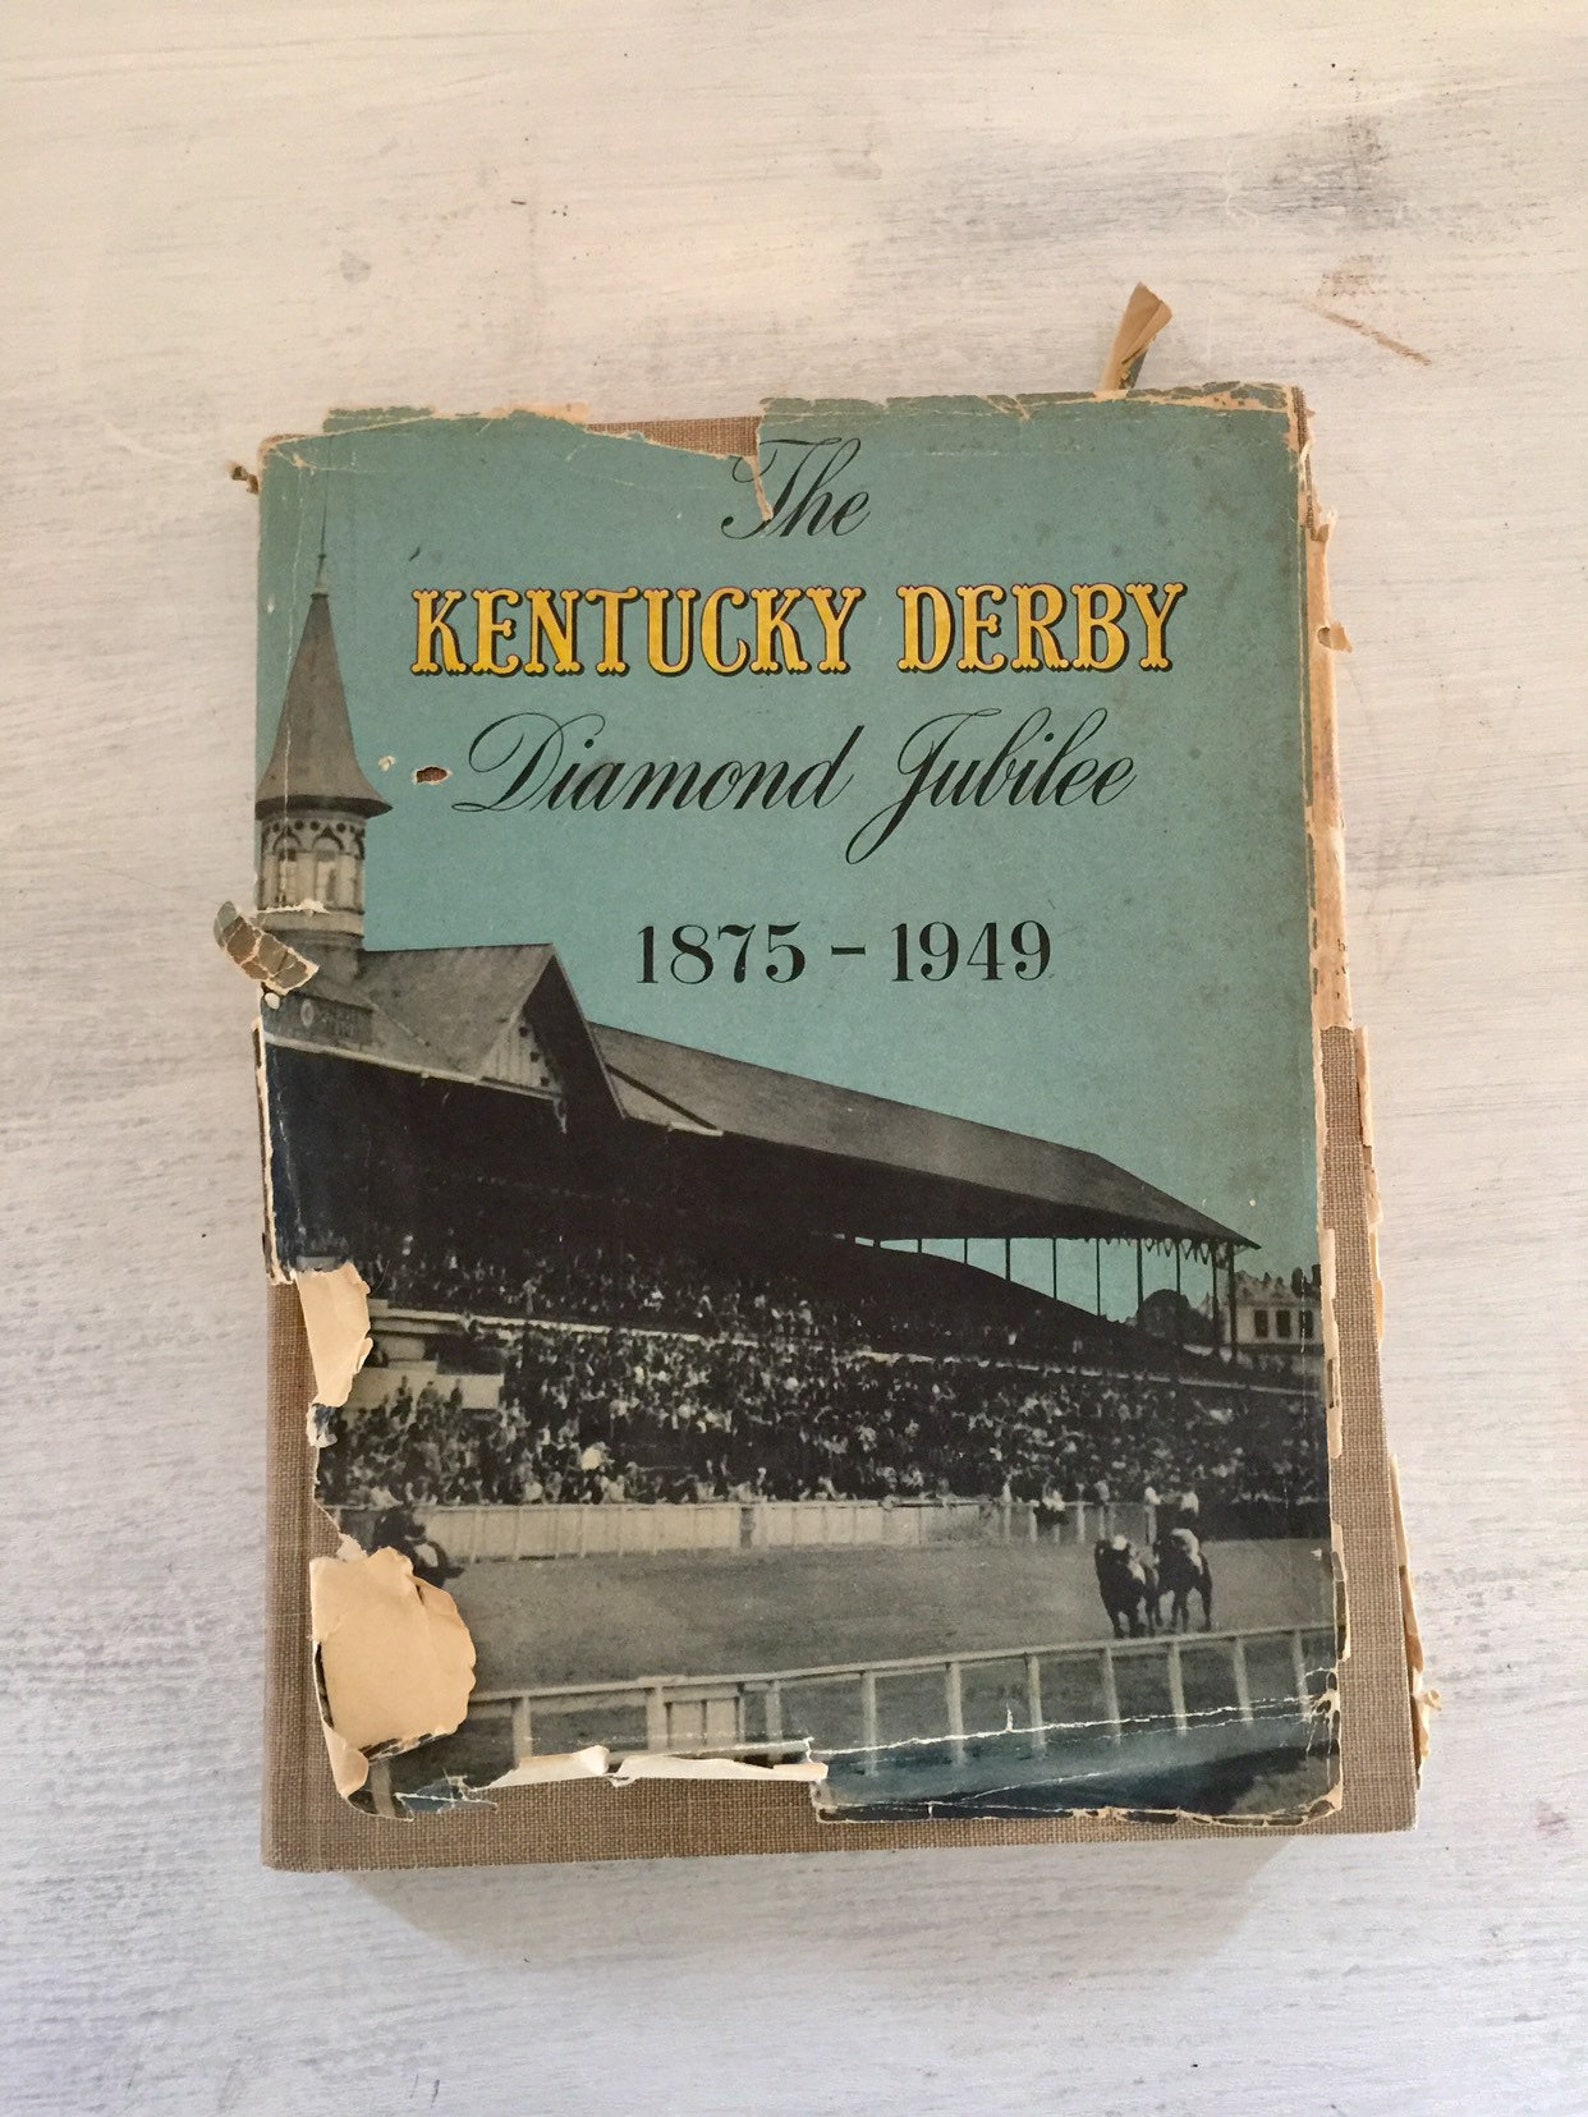 The
KENTUCKY DERBY
Diamond Jubilee
1875 - 1949